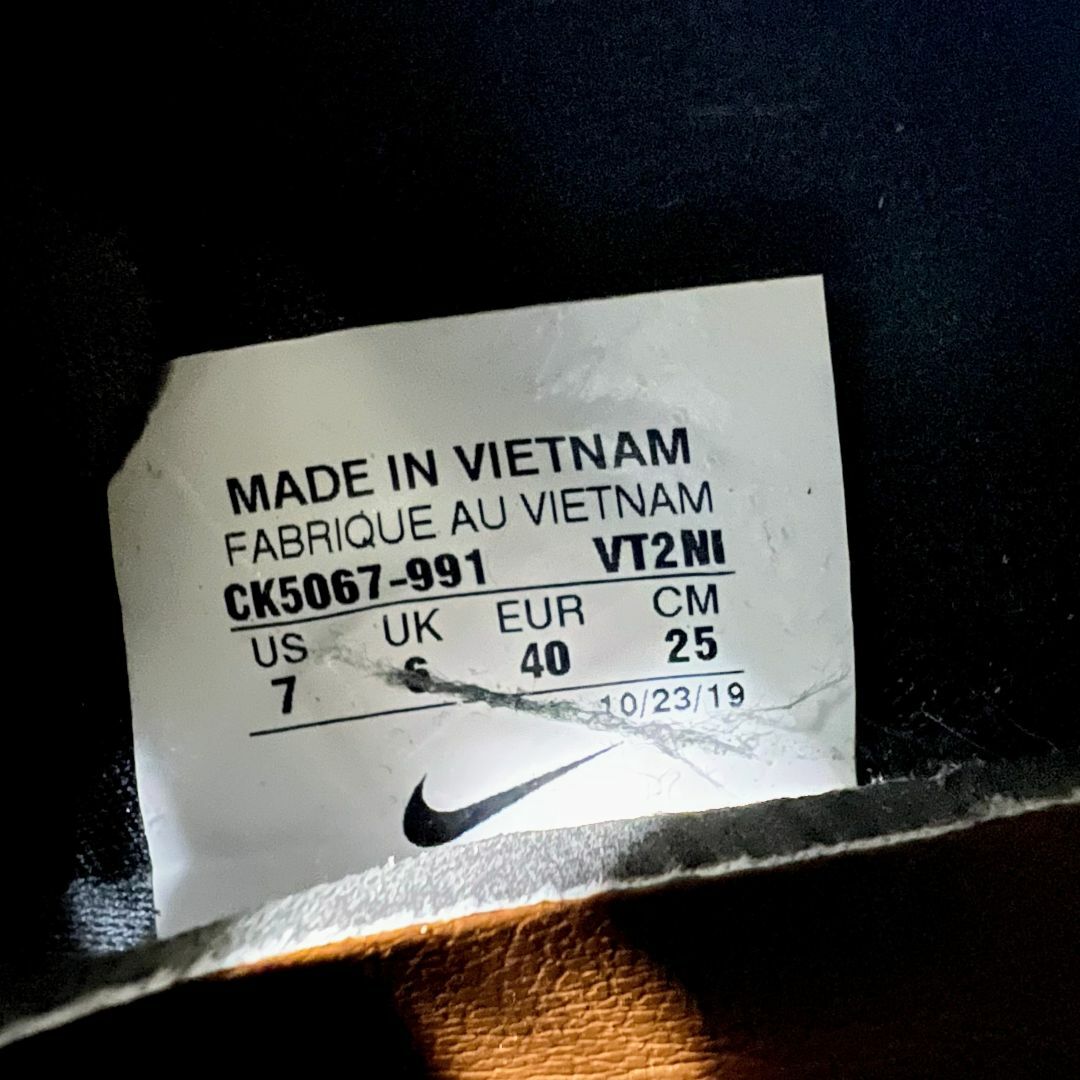 MADE IN VIETNAM
FABRIQUE AU VIETNAM
CK5067-991 VT2NI
US UK EUR CM
7 6 40 25
10/23/19